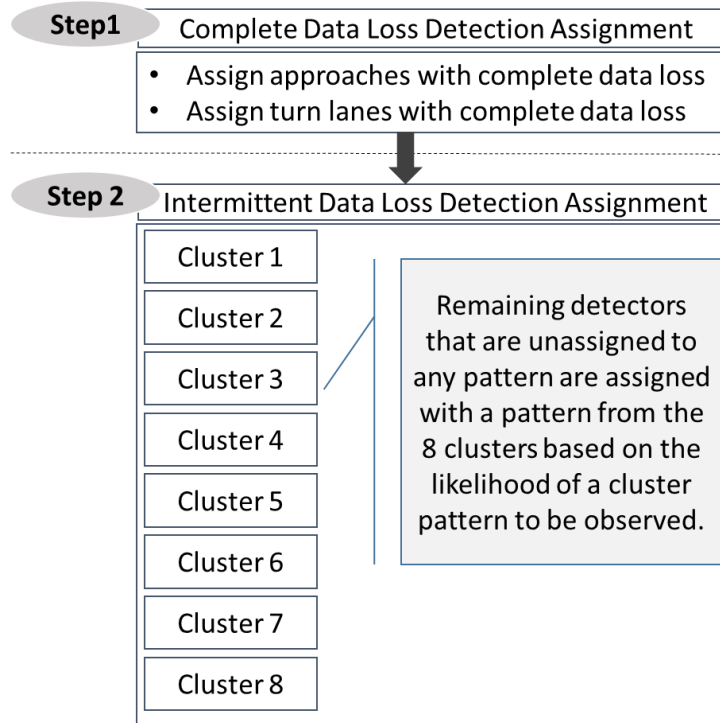 Step1
Complete Data Loss Detection Assignment
• Assign approaches with complete data loss
• Assign turn lanes with complete data loss
Step 2
Intermittent Data Loss Detection Assignment
Cluster 1
Cluster 2
Cluster 3
Cluster 4
Cluster 5
Cluster 6
Cluster 7
Cluster 8
Remaining detectors
that are unassigned to
any pattern are assigned
with a pattern from the
8 clusters based on the
likelihood of a cluster
pattern to be observed.